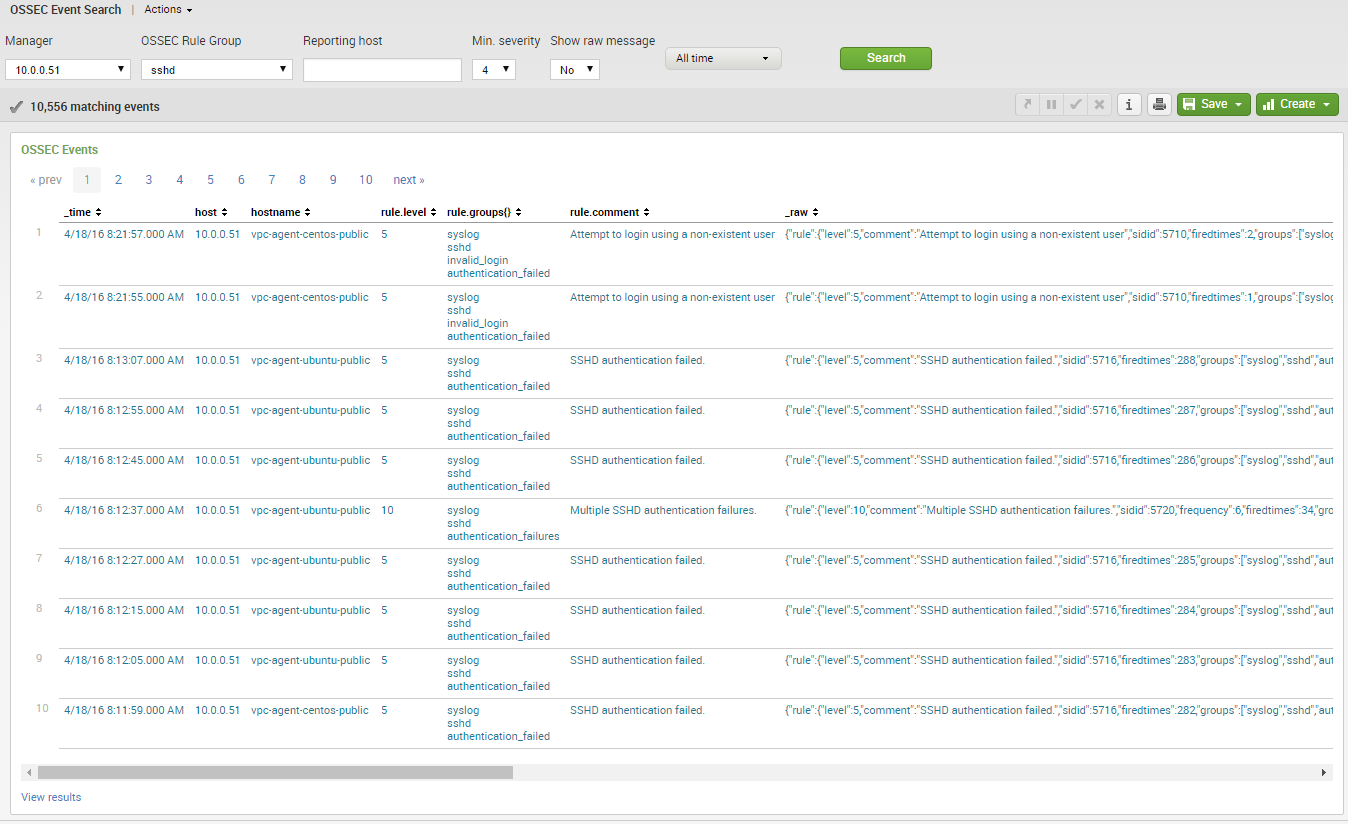 OSSEC Event Search | Actions
Manager OSSEC Rule Group Reporting host Min. severity Show raw message
10.0.0.51 sshd 4 No All time Search
10,556 matching events Save Create
OSSEC Events
« prev 1 2 3 4 5 6 7 8 9 10 next »
_time host hostname rule.level rule.groups{} rule.comment _raw
1 4/18/16 8:21:57.000 AM 10.0.0.51 vpc-agent-centos-public 5 syslog Attempt to login using a non-existent user {"rule":{"level":5,"comment":"Attempt to login using a non-existent user","sidid":5710,"firedtimes":2,"groups":["syslog
sshd
invalid_login
authentication_failed
2 4/18/16 8:21:55.000 AM 10.0.0.51 vpc-agent-centos-public 5 syslog Attempt to login using a non-existent user {"rule":{"level":5,"comment":"Attempt to login using a non-existent user","sidid":5710,"firedtimes":1,"groups":["syslog
sshd
invalid_login
authentication_failed
3 4/18/16 8:13:07.000 AM 10.0.0.51 vpc-agent-ubuntu-public 5 syslog SSHD authentication failed. {"rule":{"level":5,"comment":"SSHD authentication failed.","sidid":5716,"firedtimes":288,"groups":["syslog","sshd","aut
sshd
authentication_failed
4 4/18/16 8:12:55.000 AM 10.0.0.51 vpc-agent-ubuntu-public 5 syslog SSHD authentication failed. {"rule":{"level":5,"comment":"SSHD authentication failed.","sidid":5716,"firedtimes":287,"groups":["syslog","sshd","aut
sshd
authentication_failed
5 4/18/16 8:12:45.000 AM 10.0.0.51 vpc-agent-ubuntu-public 5 syslog SSHD authentication failed. {"rule":{"level":5,"comment":"SSHD authentication failed.","sidid":5716,"firedtimes":286,"groups":["syslog","sshd","aut
sshd
authentication_failed
6 4/18/16 8:12:37.000 AM 10.0.0.51 vpc-agent-ubuntu-public 10 syslog Multiple SSHD authentication failures. {"rule":{"level":10,"comment":"Multiple SSHD authentication failures.","sidid":5720,"frequency":6,"firedtimes":34,"gro
sshd
authentication_failures
7 4/18/16 8:12:27.000 AM 10.0.0.51 vpc-agent-ubuntu-public 5 syslog SSHD authentication failed. {"rule":{"level":5,"comment":"SSHD authentication failed.","sidid":5716,"firedtimes":285,"groups":["syslog","sshd","aut
sshd
authentication_failed
8 4/18/16 8:12:15.000 AM 10.0.0.51 vpc-agent-ubuntu-public 5 syslog SSHD authentication failed. {"rule":{"level":5,"comment":"SSHD authentication failed.","sidid":5716,"firedtimes":284,"groups":["syslog","sshd","aut
sshd
authentication_failed
9 4/18/16 8:12:05.000 AM 10.0.0.51 vpc-agent-ubuntu-public 5 syslog SSHD authentication failed. {"rule":{"level":5,"comment":"SSHD authentication failed.","sidid":5716,"firedtimes":283,"groups":["syslog","sshd","aut
sshd
authentication_failed
10 4/18/16 8:11:59.000 AM 10.0.0.51 vpc-agent-centos-public 5 syslog SSHD authentication failed. {"rule":{"level":5,"comment":"SSHD authentication failed.","sidid":5716,"firedtimes":282,"groups":["syslog","sshd","aut
sshd
authentication_failed
View results